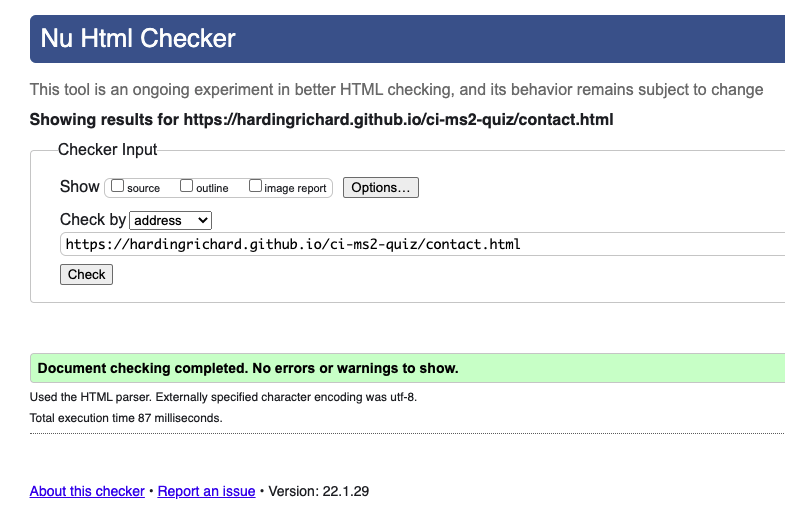 Nu Html Checker
This tool is an ongoing experiment in better HTML checking, and its behavior remains subject to change
Showing results for https://hardingrichard.github.io/ci-ms2-quiz/contact.html
Checker Input
Show source outline image report Options...
Check by address
https://hardingrichard.github.io/ci-ms2-quiz/contact.html
Check
Document checking completed. No errors or warnings to show.
Used the HTML parser. Externally specified character encoding was utf-8.
Total execution time 87 milliseconds.
About this checker • Report an issue • Version: 22.1.29